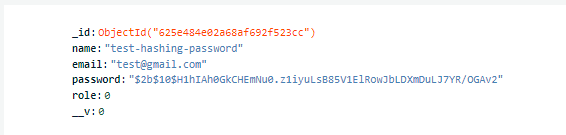 _id: ObjectId("625e484e02a68af692f523cc")
name: "test-hashing-password"
email: "test@gmail.com"
password: "$2b$10$H1hIAh0GkCHEmNu0.z1iyuLsB85V1ElRowJbLDXmDuLJ7YR/OGAv2"
role: 0
__v: 0